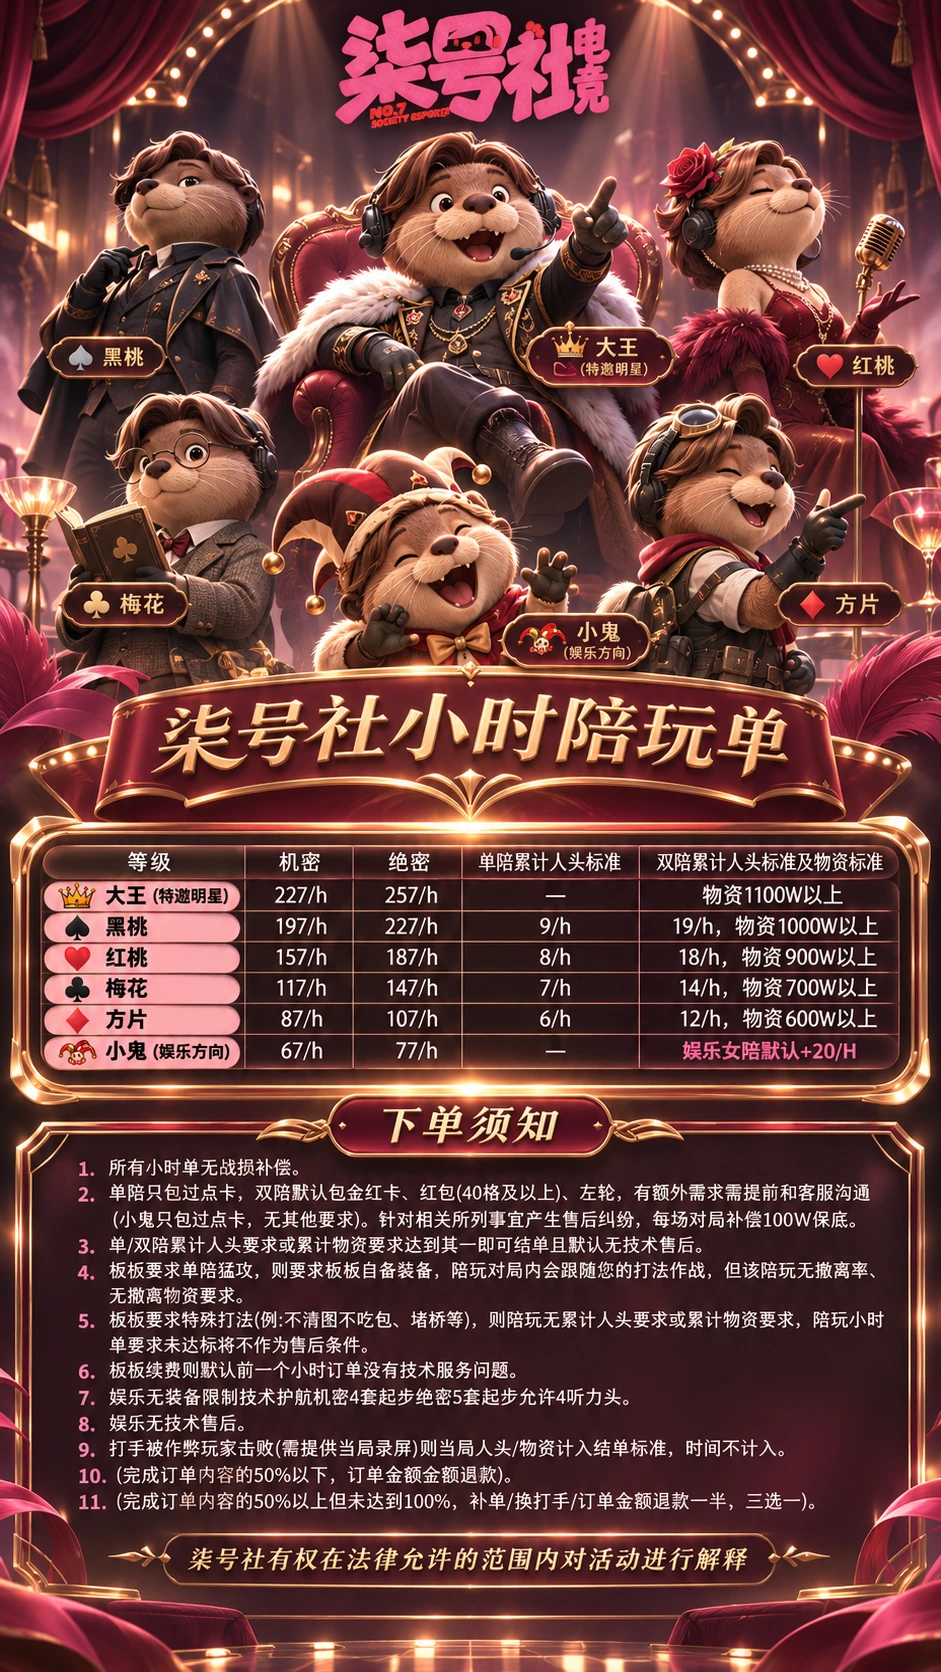 柒号社电竞
NO.7
SOCIETY ESPORTS
黑桃
大王
(特邀明星)
红桃
梅花
小鬼
(娱乐方向)
方片
柒号社小时陪玩单
等级 机密 绝密 单陪累计人头标准 双陪累计人头标准及物资标准
大王 (特邀明星) 227/h 257/h — 物资1100W以上
黑桃 197/h 227/h 9/h 19/h，物资1000W以上
红桃 157/h 187/h 8/h 18/h，物资900W以上
梅花 117/h 147/h 7/h 14/h，物资700W以上
方片 87/h 107/h 6/h 12/h，物资600W以上
小鬼 (娱乐方向) 67/h 77/h — 娱乐女陪默认+20/H
下单须知
1. 所有小时单无战损补偿。
2. 单陪只包过点卡，双陪默认包金红卡、红包(40格及以上)、左轮，有额外需求需提前和客服沟通
(小鬼只包过点卡，无其他要求)。针对相关所列事宜产生售后纠纷，每场对局补偿100W保底。
3. 单/双陪累计人头要求或累计物资要求达到其一即可结单且默认无技术售后。
4. 板板要求单陪猛攻，则要求板板自备装备，陪玩对局内会跟随您的打法作战，但该陪玩无撤离率、
无撤离物资要求。
5. 板板要求特殊打法(例:不清图不吃包、堵桥等)，则陪玩无累计人头要求或累计物资要求，陪玩小时
单要求未达标将不作为售后条件。
6. 板板续费则默认前一个小时订单没有技术服务问题。
7. 娱乐无装备限制技术护航机密4套起步绝密5套起步允许4听力头。
8. 娱乐无技术售后。
9. 打手被作弊玩家击败(需提供当局录屏)则当局人头/物资计入结单标准，时间不计入。
10. (完成订单内容的50%以下，订单金额金额退款)。
11. (完成订单内容的50%以上但未达到100%，补单/换打手/订单金额退款一半，三选一)。
柒号社有权在法律允许的范围内对活动进行解释